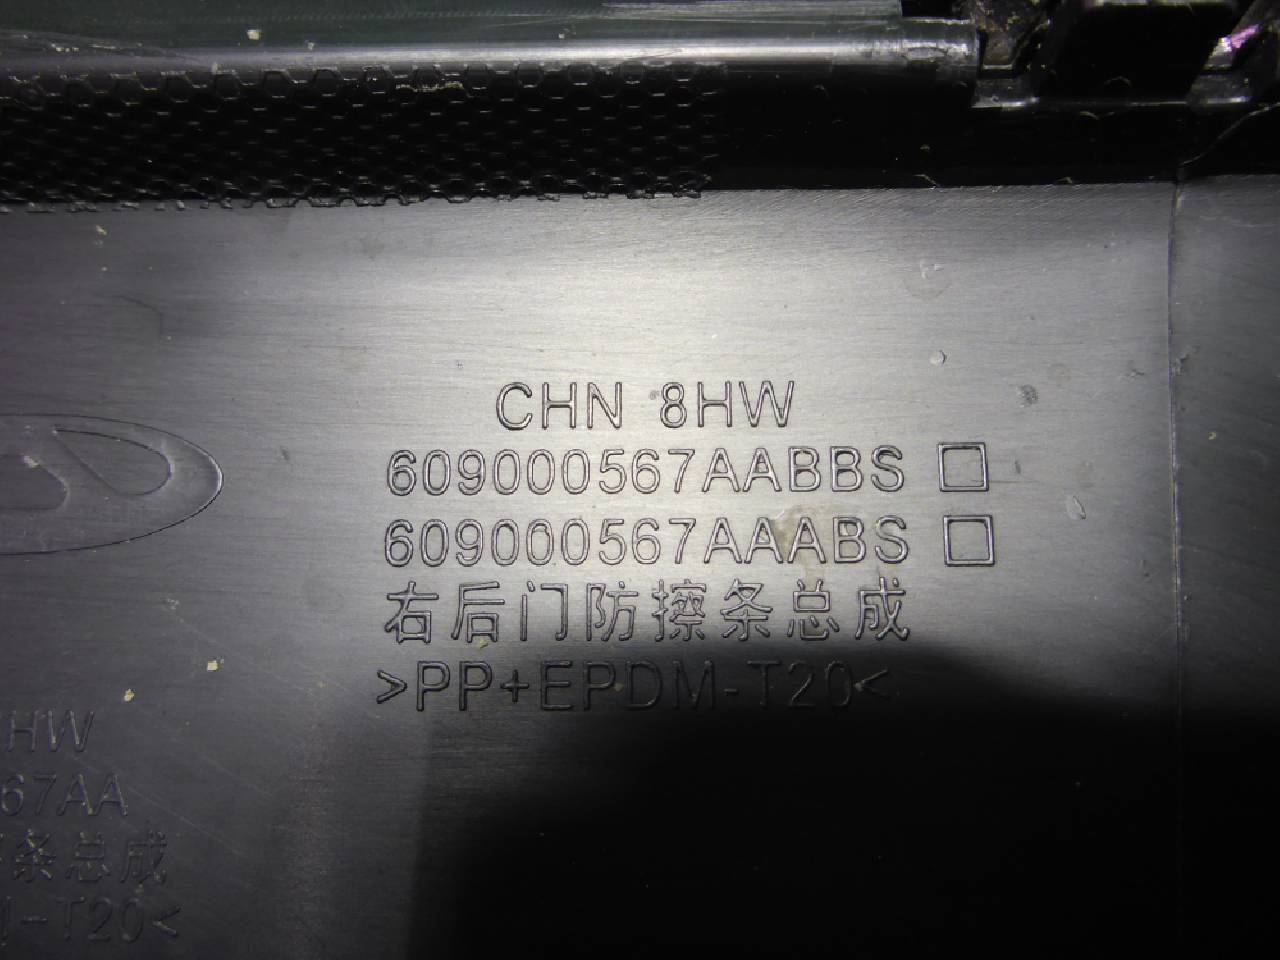 CHN 8HW
609000567AABBS □
609000567AAABS □
右后门防擦条总成
>PP+EPDM-T20<
HW
67AA
条总成
-T20<